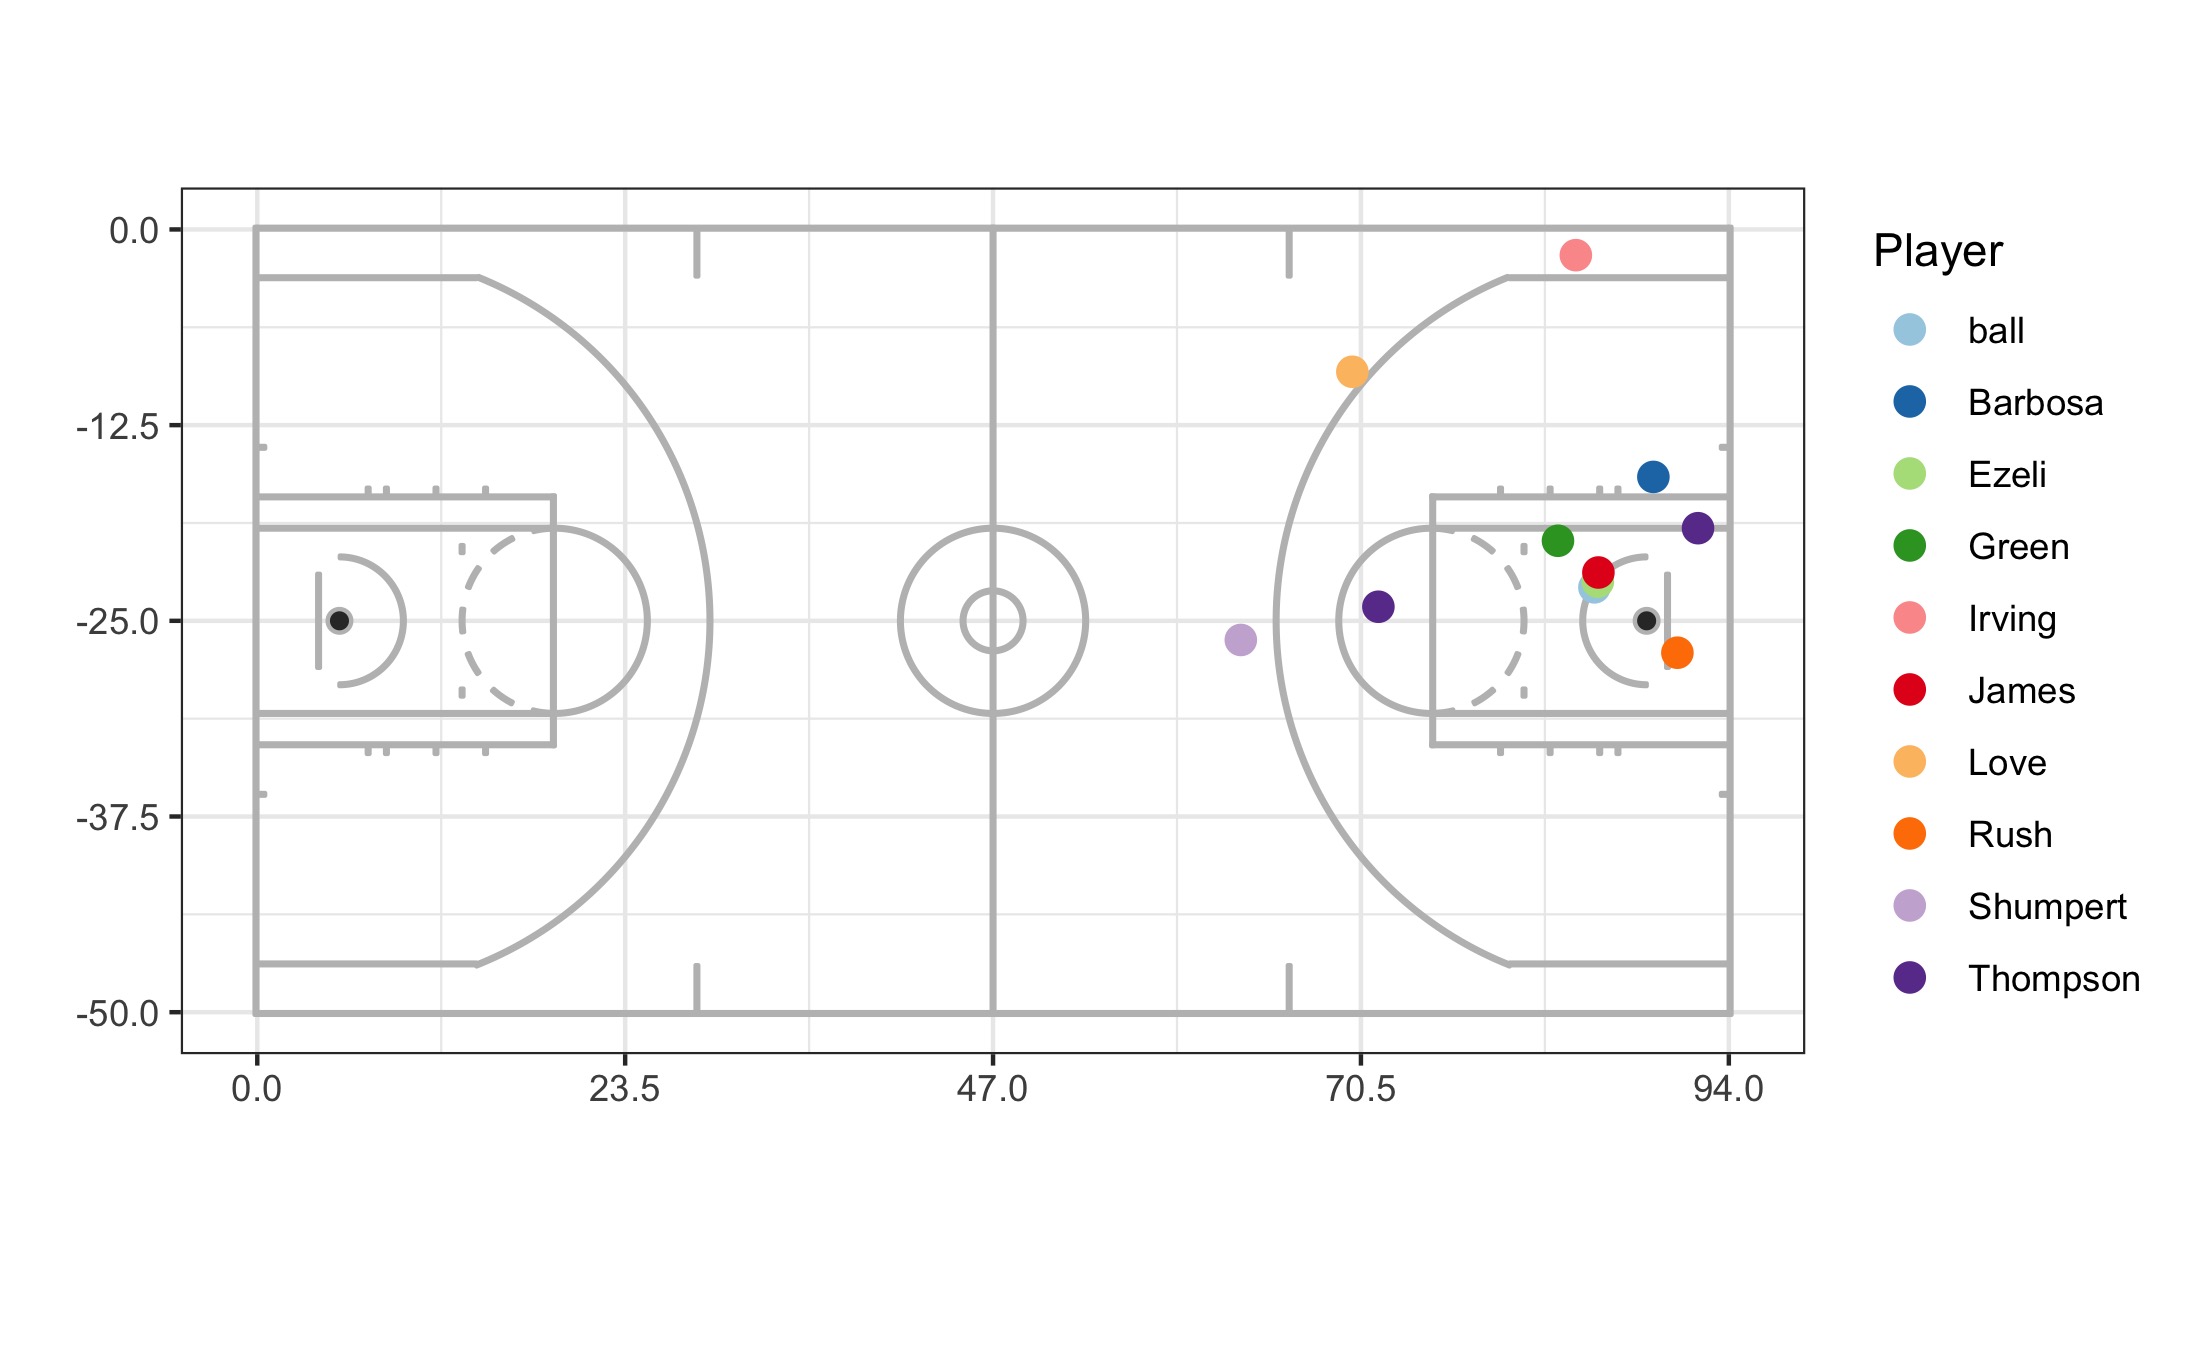 0.0
-12.5
-25.0
-37.5
-50.0
0.0
23.5
47.0
70.5
94.0
Player
ball
Barbosa
Ezeli
Green
Irving
James
Love
Rush
Shumpert
Thompson